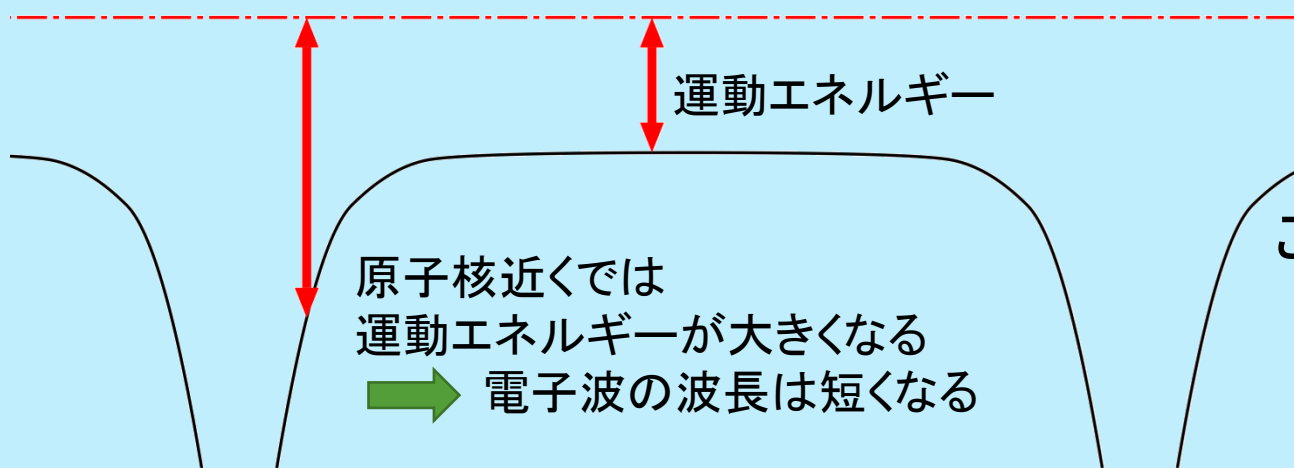 運動エネルギー
原子核近くでは
運動エネルギーが大きくなる
電子波の波長は短くなる